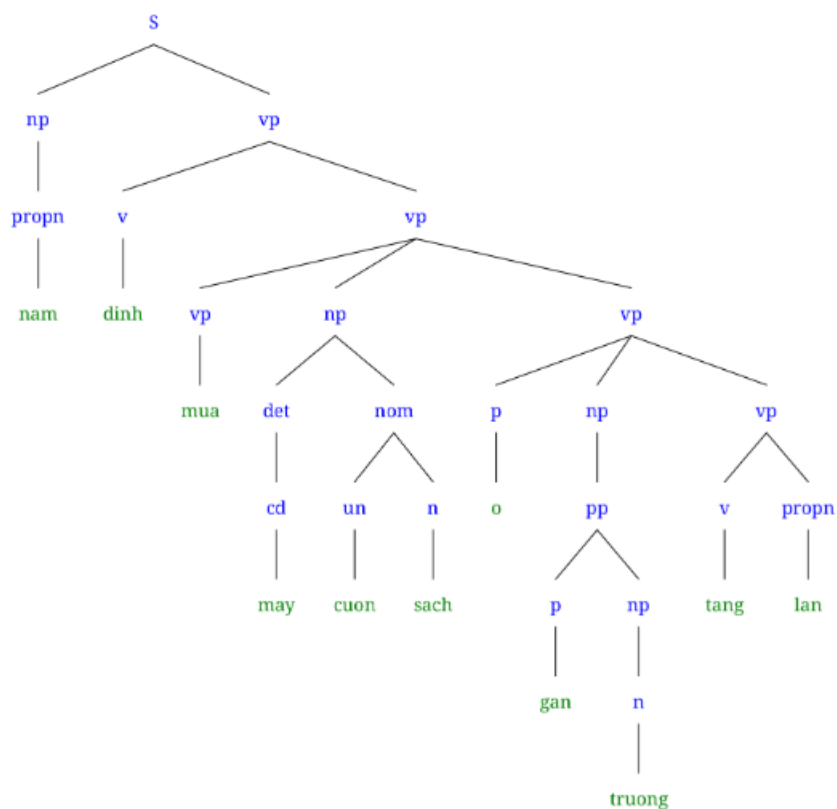 S
np vp
propn v vp
nam dinh vp np vp
mua det nom p np vp
cd un n o pp v propn
may cuon sach p np tang lan
gan n
truong